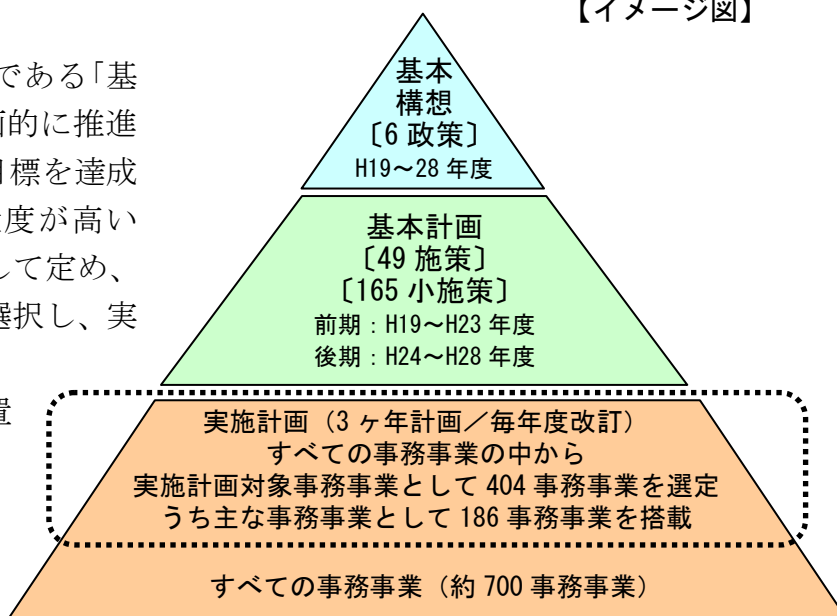 【イメージ図】
である「基
画的に推進
目標を達成
度が高い
して定め、
選択し、実
置
基本
構想
〔6 政策〕
H19～28 年度
基本計画
〔49 施策〕
〔165 小施策〕
前期：H19～H23 年度
後期：H24～H28 年度
実施計画（3 ヶ年計画／毎年度改訂）
すべての事務事業の中から
実施計画対象事務事業として 404 事務事業を選定
うち主な事務事業として 186 事務事業を搭載
すべての事務事業（約 700 事務事業）